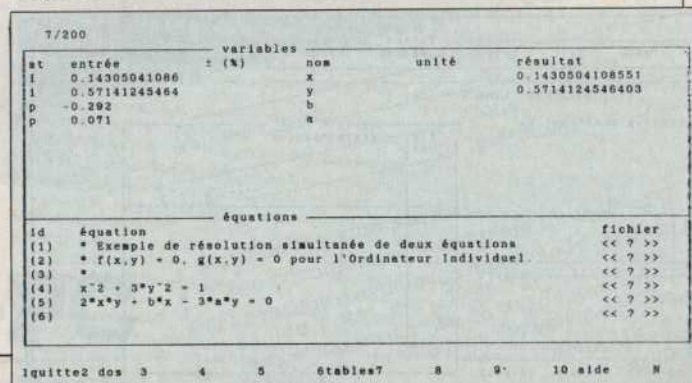 7/200
variables
st entrée ± (%) nom unité résultat
i 0.14305041086 x 0.1430504108551
i 0.57141245464 y 0.5714124546403
p -0.292 b
p 0.071 a
équations
id équation fichier
(1) * Exemple de résolution simultanée de deux équations << ? >>
(2) * f(x,y) = 0, g(x,y) = 0 pour l'Ordinateur Individuel. << ? >>
(3) * << ? >>
(4) x^2 + 3*y^2 = 1 << ? >>
(5) 2*x*y + b*x - 3*a*y = 0 << ? >>
(6) << ? >>
1quitte2 dos 3 4 5 6tables7 8 9 10 aide N